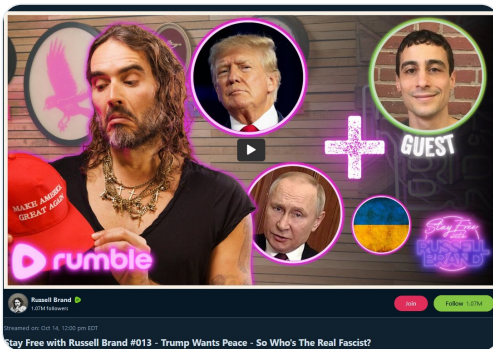 MAKE AMERICA
GREAT AGAIN
rumble
GUEST
Stay Free
with
RUSSELL
BRAND
Russell Brand
1.07M followers
Join
Follow 1.07M
Streamed on: Oct 14, 12:00 pm EDT
Stay Free with Russell Brand #013 - Trump Wants Peace - So Who's The Real Fascist?